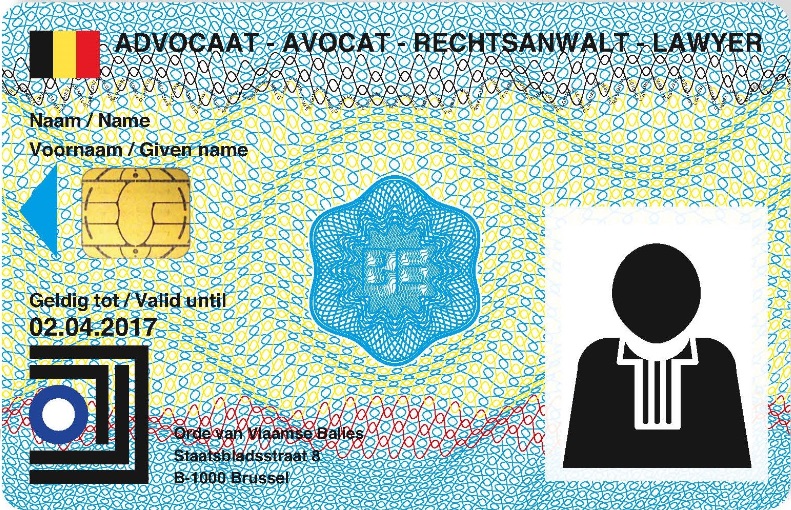 ADVOCAAT - AVOCAT - RECHTSANWALT - LAWYER
Naam / Name
Voornaam / Given name
Geldig tot / Valid until
02.04.2017
Orde van Vlaamse Balies
Staatsbladsstraat 8
B-1000 Brussel